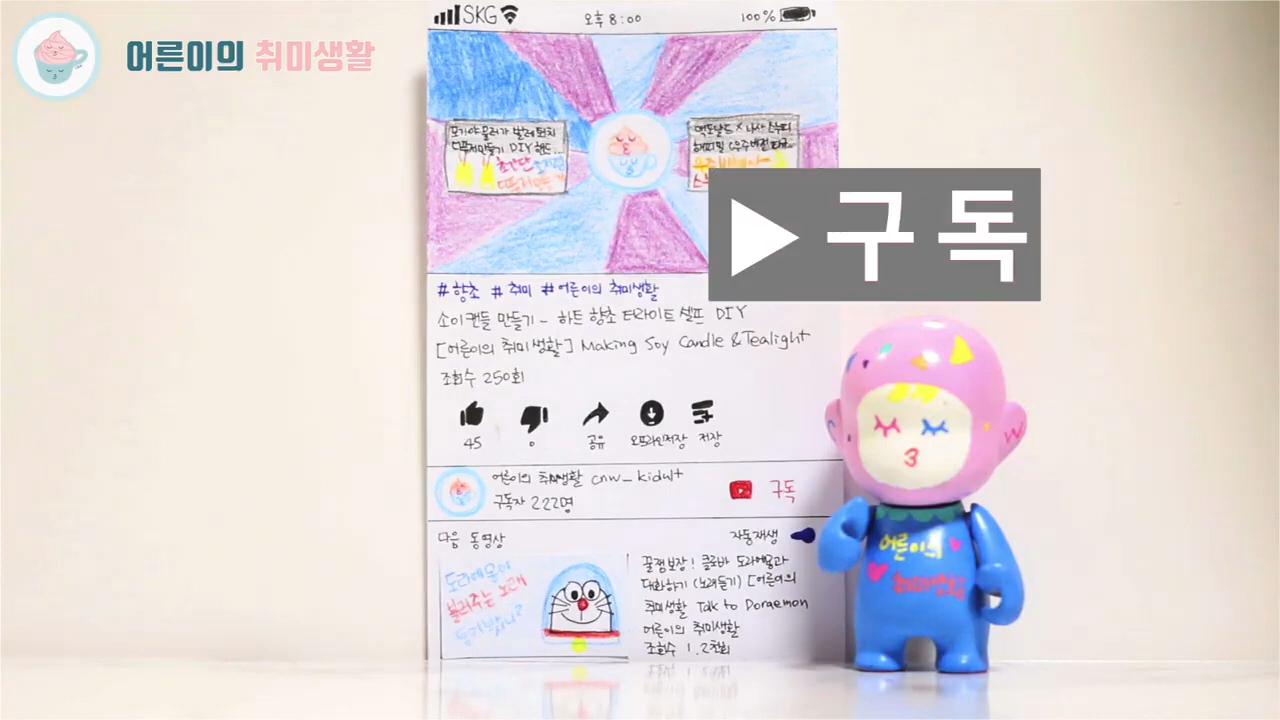 어른이의 취미생활
SKG 오후 8:00 100%
DIY
초간단
구독
#향초 #취미 #어른이의 취미생활
소이캔들 만들기 - 하트 향초 티라이트 셀프 DIY
[어른이의 취미생활] Making Soy Candle & Tealight
조회수 250회
45 0 공유 오프라인저장 저장
어른이의 취미생활 cnw_kidult
구독자 222명
구독
다음 동영상 자동재생
도라에몽이
불러주는 노래
꿀잼보장! 클로바 도라에몽과
대화하기 (노래듣기) [어른이의
취미생활 Talk to Doraemon
어른이의 취미생활
조회수 1.2천회
어른이의
취미생활